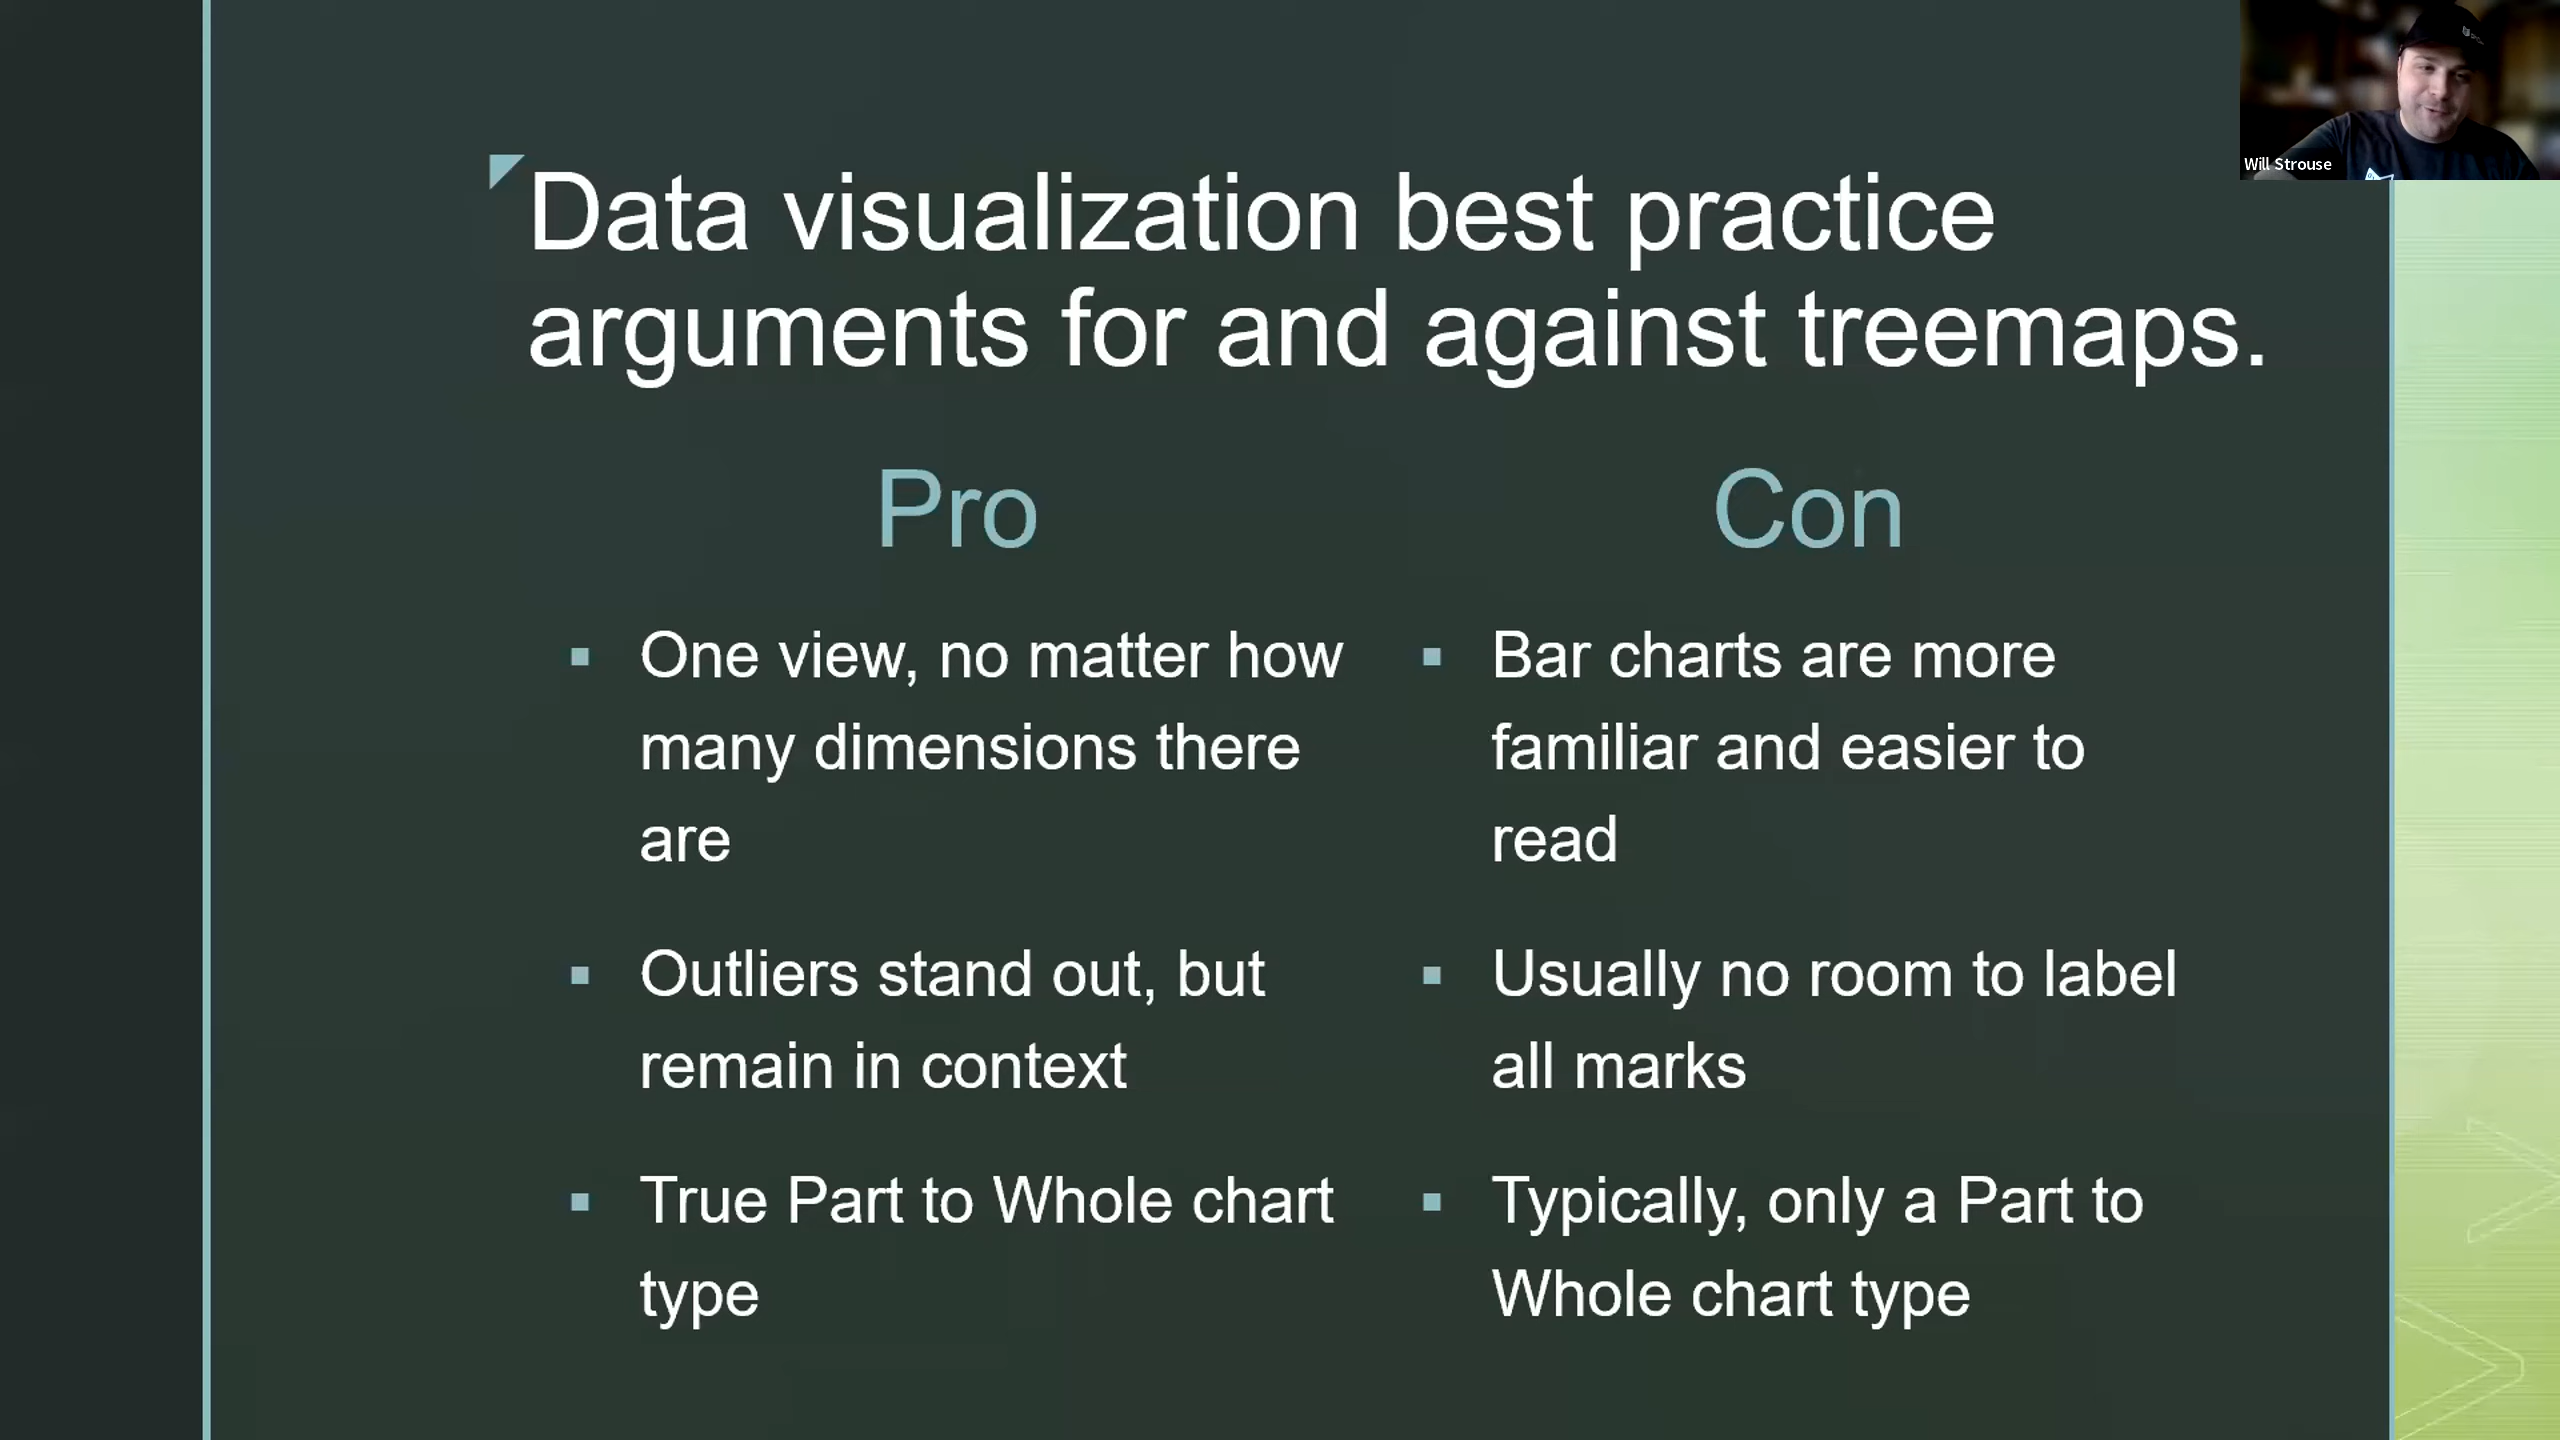 Will Strouse
Data visualization best practice
arguments for and against treemaps.
Pro
One view, no matter how
many dimensions there
are
Outliers stand out, but
remain in context
True Part to Whole chart
type
Con
Bar charts are more
familiar and easier to
read
Usually no room to label
all marks
Typically, only a Part to
Whole chart type